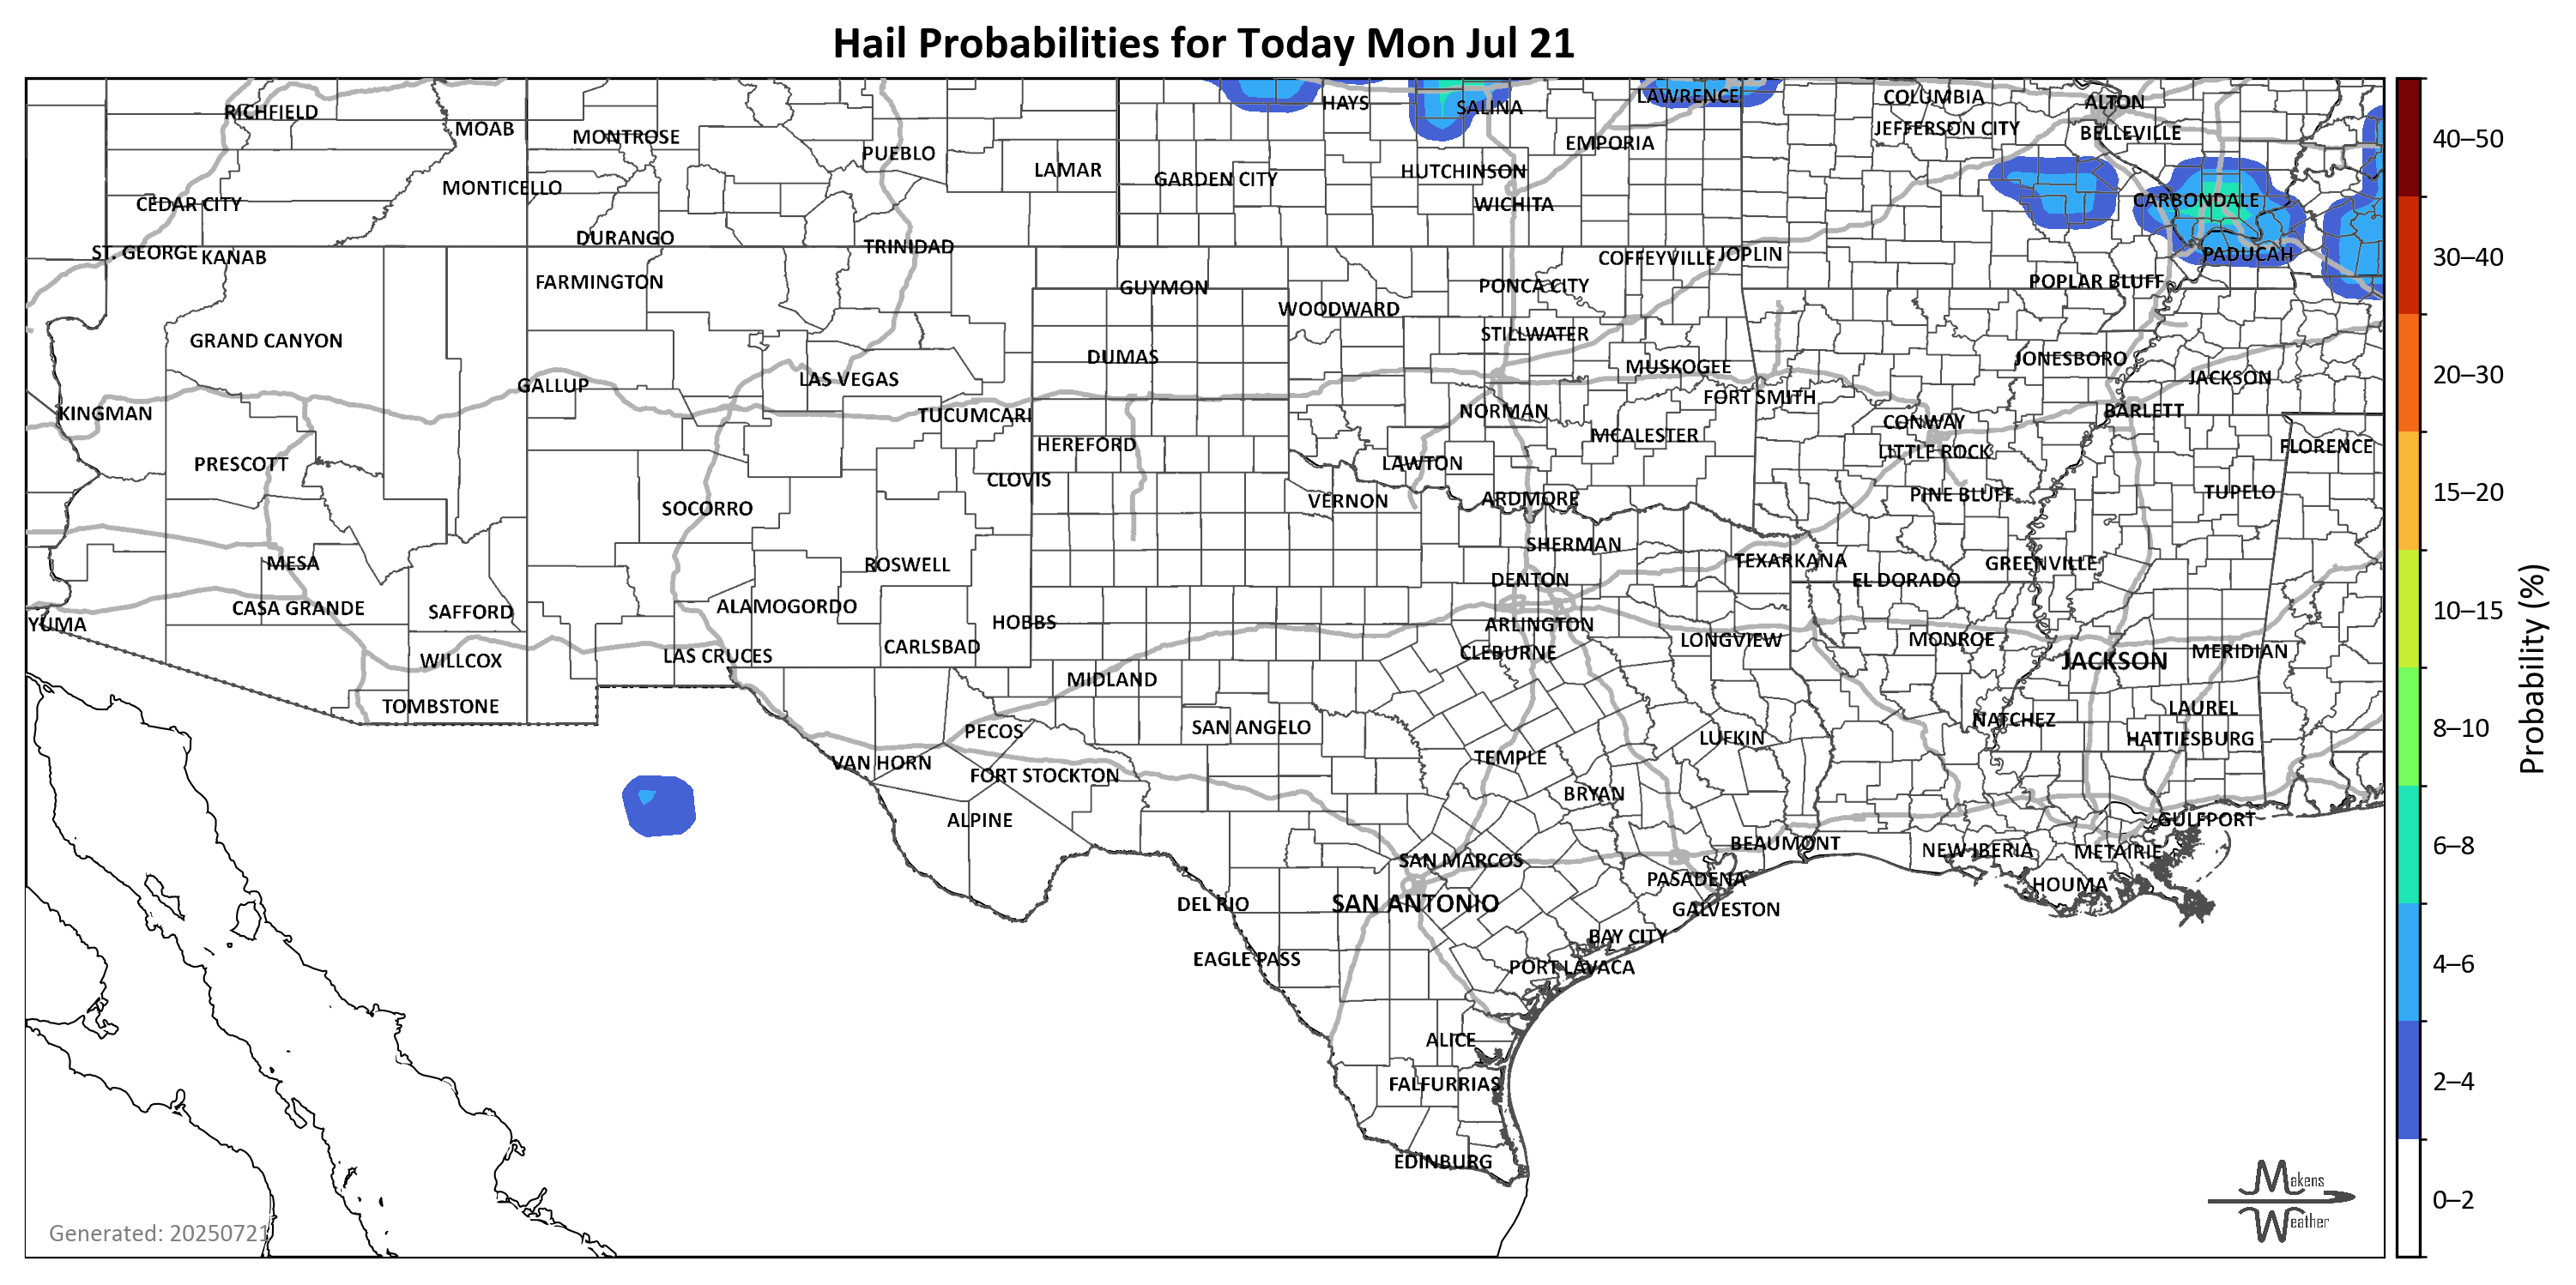 Hail Probabilities for Today Mon Jul 21
RICHFIELD
MOAB
MONTROSE
PUEBLO
LAMAR
HAYS
SALINA
LAWRENCE
COLUMBIA
ALTON
JEFFERSON CITY
BELLEVILLE
EMPORIA
HUTCHINSON
GARDEN CITY
MONTICELLO
CEDAR CITY
WICHITA
CARBONDALE
ST. GEORGE
KANAB
DURANGO
TRINIDAD
COFFEYVILLE
JOPLIN
PADUCAH
FARMINGTON
GUYMON
PONCA CITY
POPLAR BLUFF
WOODWARD
GRAND CANYON
STILLWATER
DUMAS
JONESBORO
MUSKOGEE
GALLUP
LAS VEGAS
JACKSON
KINGMAN
TUCUMCARI
NORMAN
FORT SMITH
BARLETT
CONWAY
HEREFORD
MCALESTER
LITTLE ROCK
FLORENCE
PRESCOTT
CLOVIS
LAWTON
SOCORRO
VERNON
ARDMORE
PINE BLUFF
TUPELO
MESA
ROSWELL
SHERMAN
TEXARKANA
GREENVILLE
DENTON
EL DORADO
CASA GRANDE
SAFFORD
ALAMOGORDO
HOBBS
YUMA
ARLINGTON
CARLSBAD
CLEBURNE
LONGVIEW
MONROE
WILLCOX
LAS CRUCES
JACKSON
MERIDIAN
MIDLAND
TOMBSTONE
PECOS
SAN ANGELO
NATCHEZ
LAUREL
LUFKIN
HATTIESBURG
VAN HORN
FORT STOCKTON
TEMPLE
BRYAN
ALPINE
GULFPORT
SAN MARCOS
BEAUMONT
NEW IBERIA
METAIRIE
PASADENA
HOUMA
DEL RIO
SAN ANTONIO
GALVESTON
BAY CITY
EAGLE PASS
PORT LAVACA
ALICE
FALFURRIAS
EDINBURG
Generated: 20250721
Makens
Weather
40–50
30–40
20–30
15–20
10–15
8–10
6–8
4–6
2–4
0–2
Probability (%)